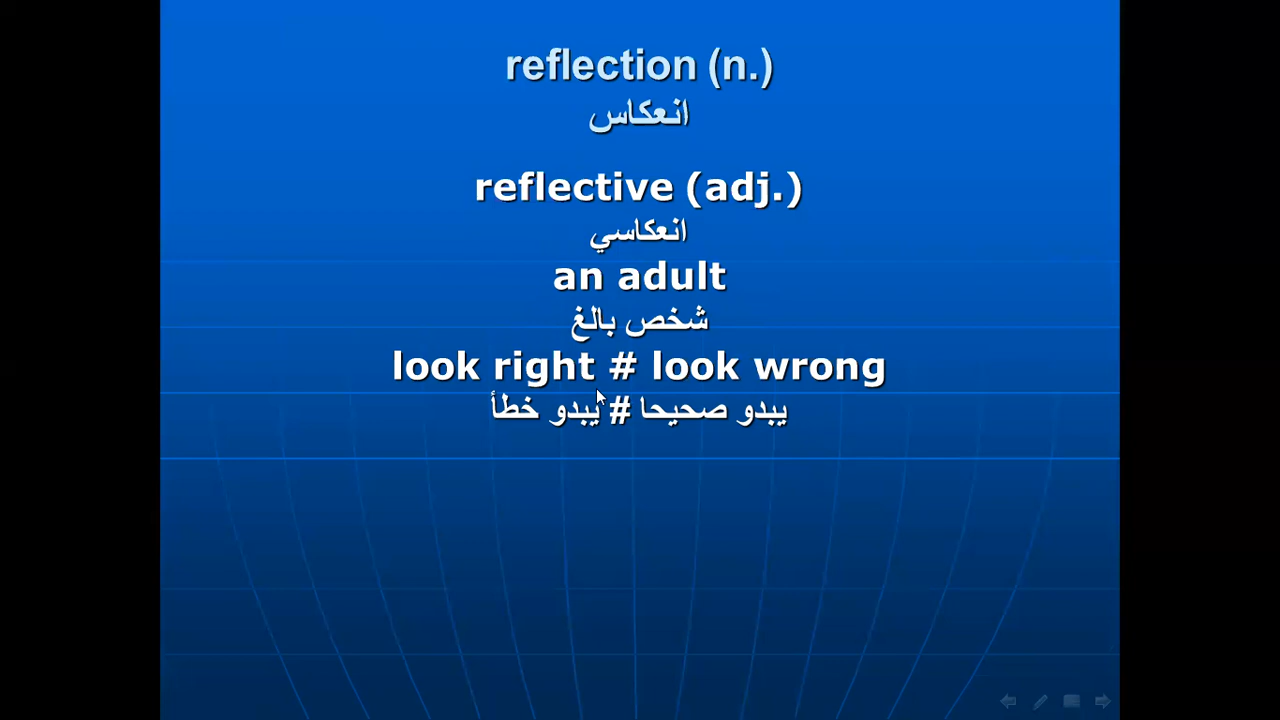 reflection (n.)
انعكاس
reflective (adj.)
انعكاسي
an adult
شخص بالغ
look right # look wrong
يبدو صحيحا # يبدو خطأ